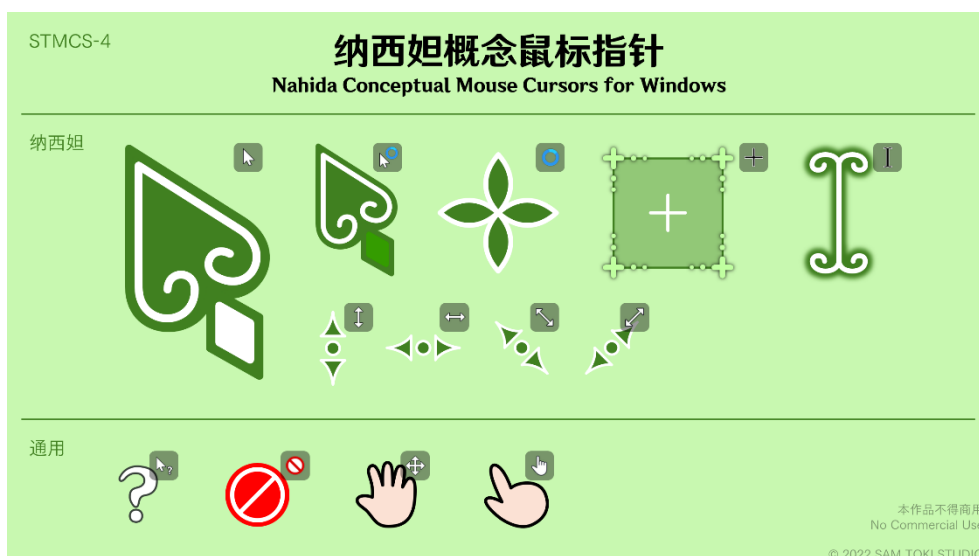 STMCS-4
纳西妲概念鼠标指针
Nahida Conceptual Mouse Cursors for Windows
纳西妲
通用
?
本作品不得商用
No Commercial Use
© 2022 SAM TOKI STUDIO